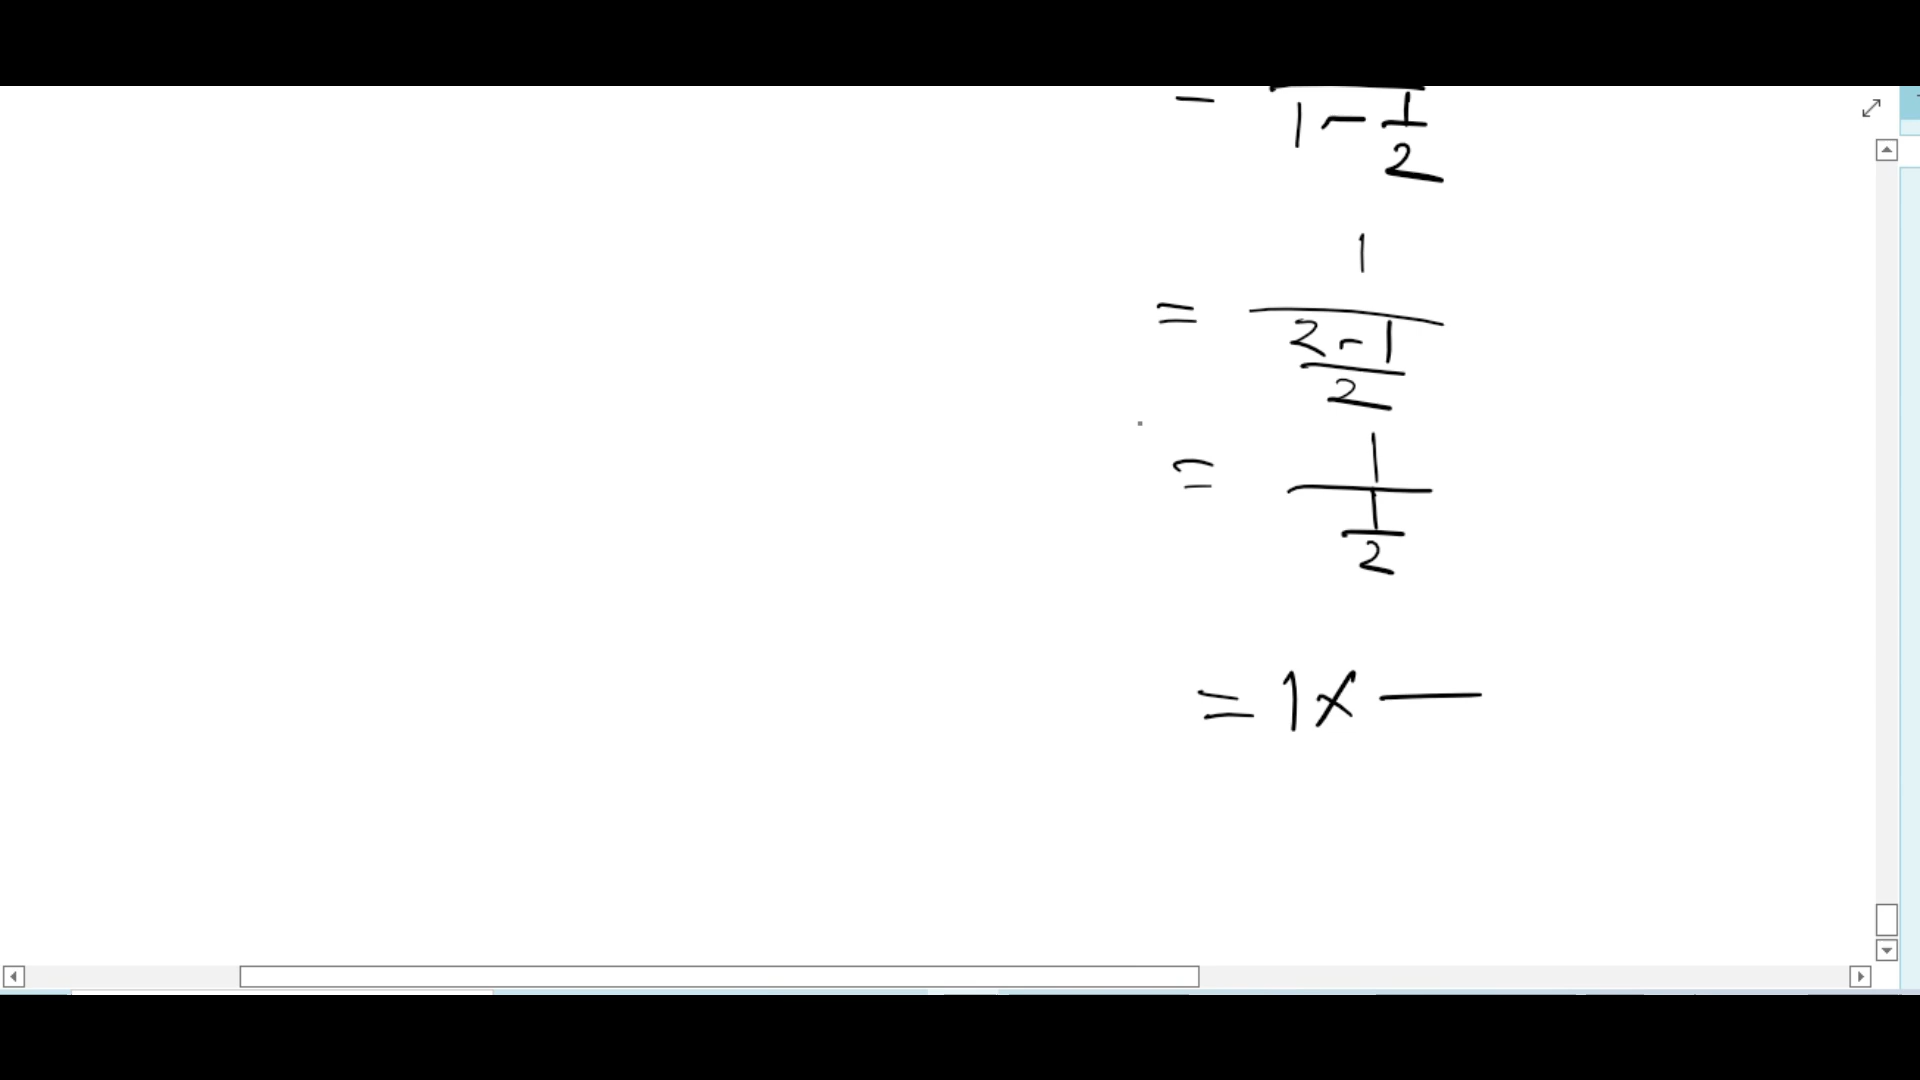 = 1 - 1/2
= 1/((2-1)/2)
= 1/(1/2)
= 1 × —